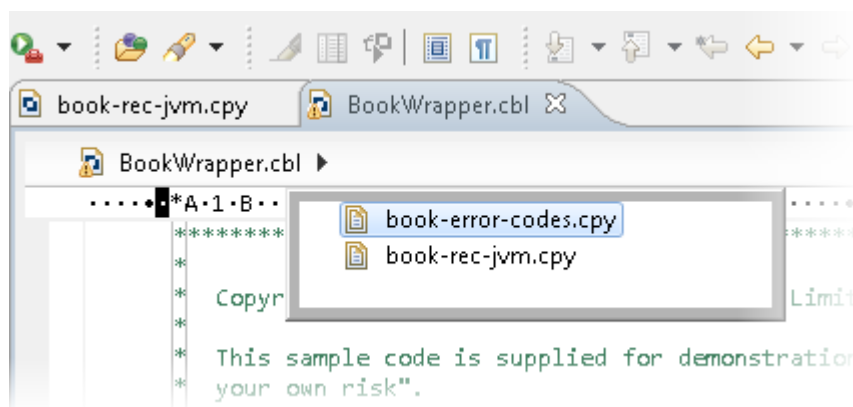 book-rec-jvm.cpy BookWrapper.cbl
BookWrapper.cbl
*A·1·B··
book-error-codes.cpy
book-rec-jvm.cpy
********
*
* Copyr Limi
*
* This sample code is supplied for demonstration
* your own risk".